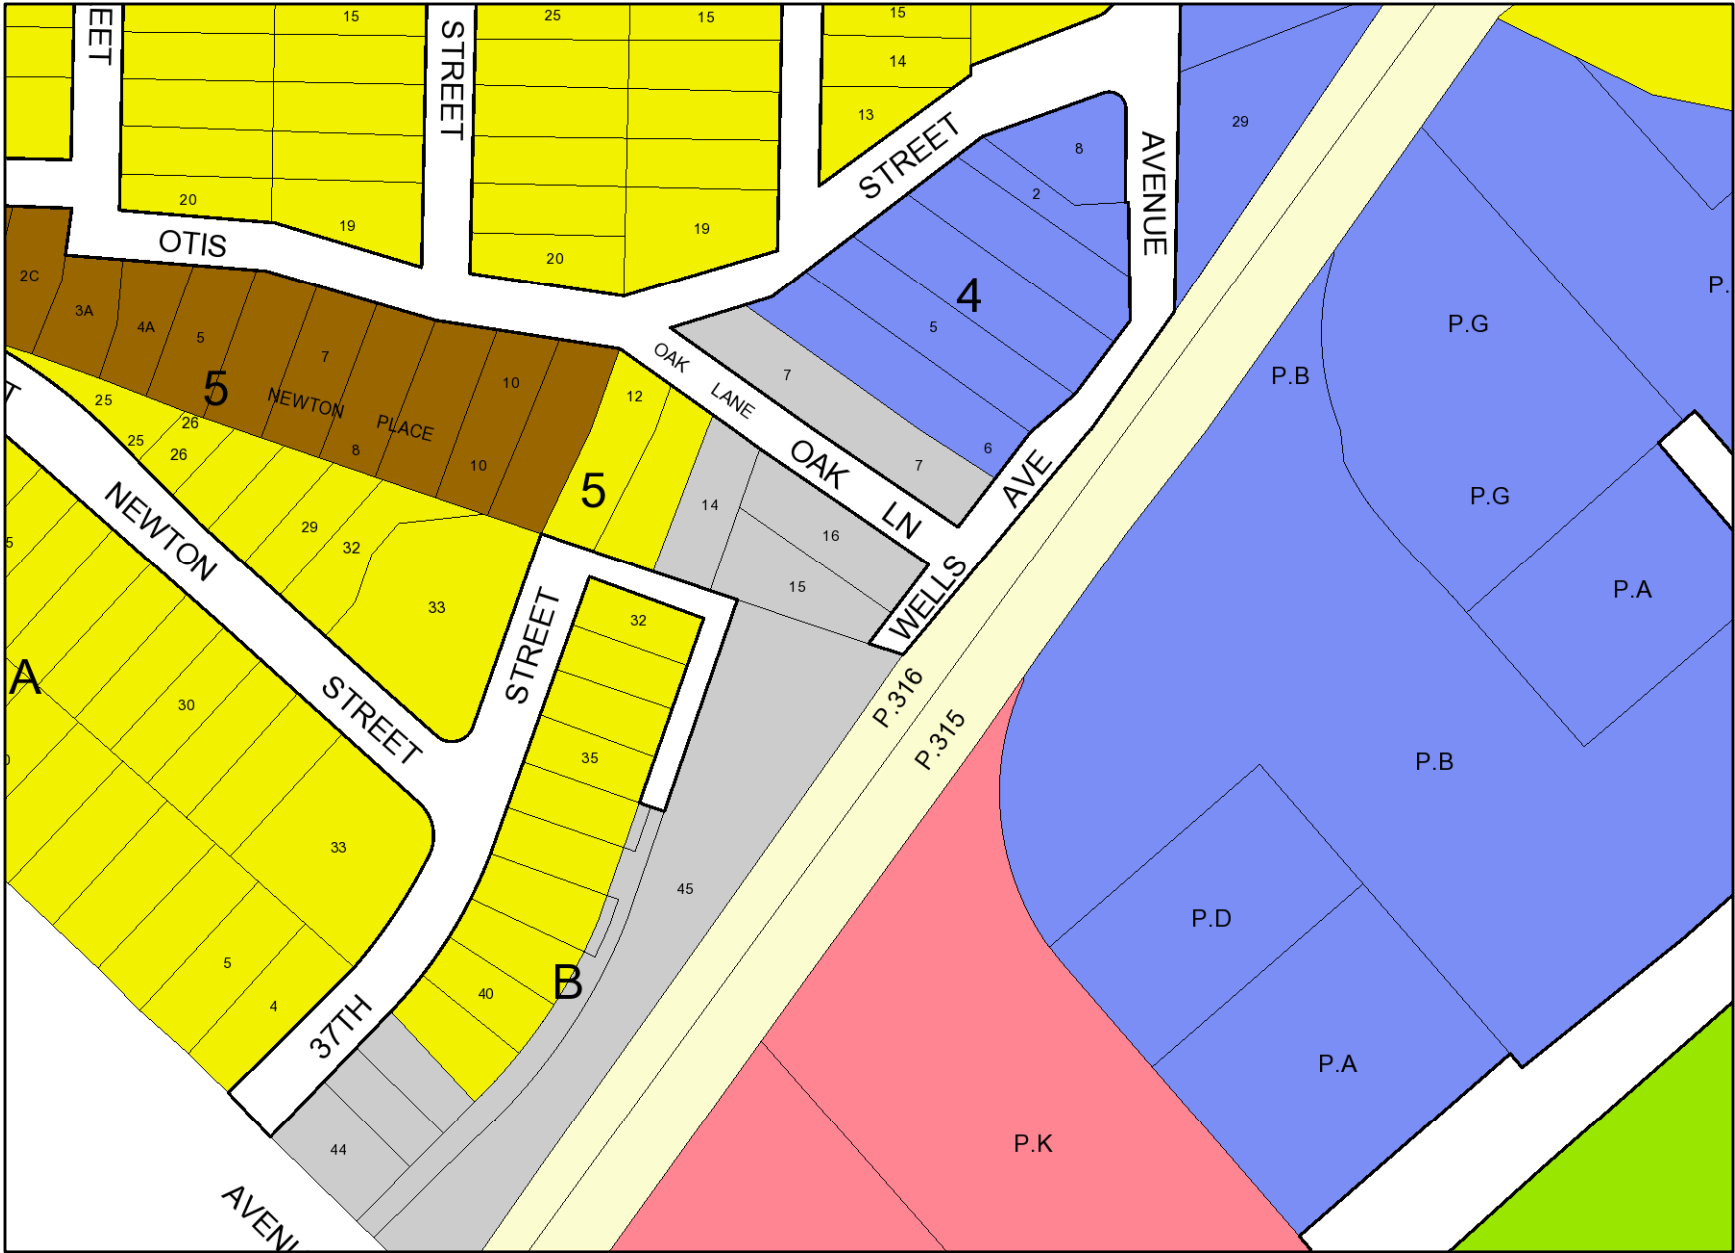 EET
15
STREET
25
15
15
14
13
STREET
8
2
AVENUE
29
20
19
20
19
OTIS
2C
3A
4A
5
7
10
5
NEWTON
PLACE
8
10
25
25
26
26
12
5
OAK
LANE
7
4
5
6
7
OAK
LN
AVE
WELLS
14
16
15
P.B
P.G
P.
P.G
P.A
T
NEWTON
STREET
29
32
33
5
A
30
33
5
4
STREET
32
35
40
B
37TH
44
45
AVENU
P.316
P.315
P.B
P.D
P.A
P.K